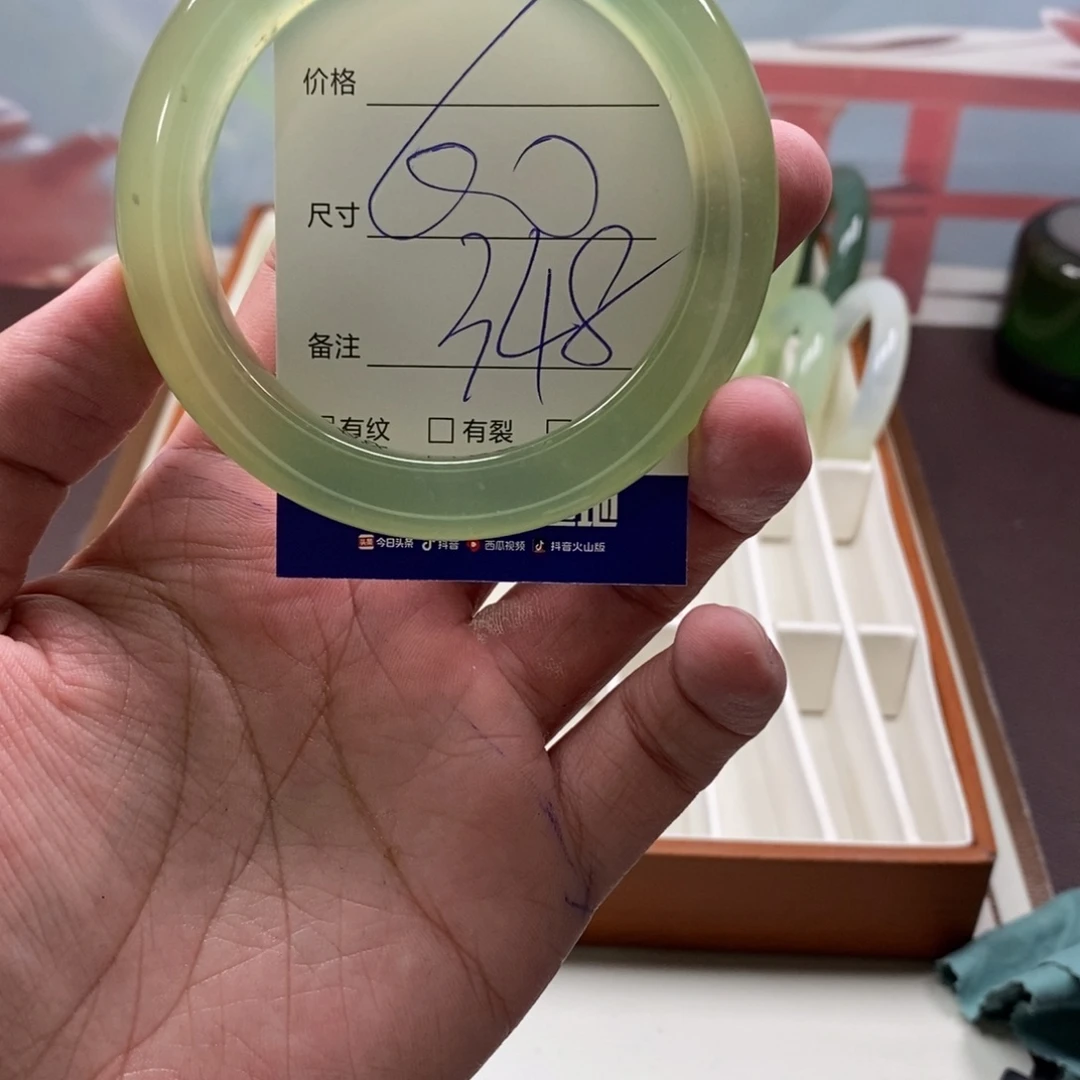 价格
尺寸 60
348
备注
有纹 □ 有裂
今日头条 抖音 西瓜视频 抖音火山版